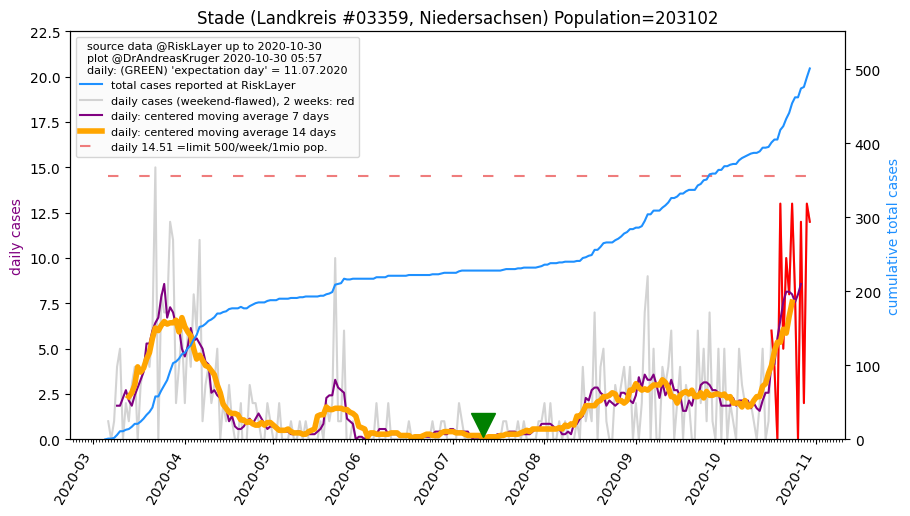 Stade (Landkreis #03359, Niedersachsen) Population=203102
source data @RiskLayer up to 2020-10-30
plot @DrAndreasKruger 2020-10-30 05:57
daily: (GREEN) 'expectation day' = 11.07.2020
total cases reported at RiskLayer
daily cases (weekend-flawed), 2 weeks: red
daily: centered moving average 7 days
daily: centered moving average 14 days
daily 14.51 =limit 500/week/1mio pop.
daily cases
22.5
20.0
17.5
15.0
12.5
10.0
7.5
5.0
2.5
0.0
cumulative total cases
500
400
300
200
100
0
2020-03
2020-04
2020-05
2020-06
2020-07
2020-08
2020-09
2020-10
2020-11